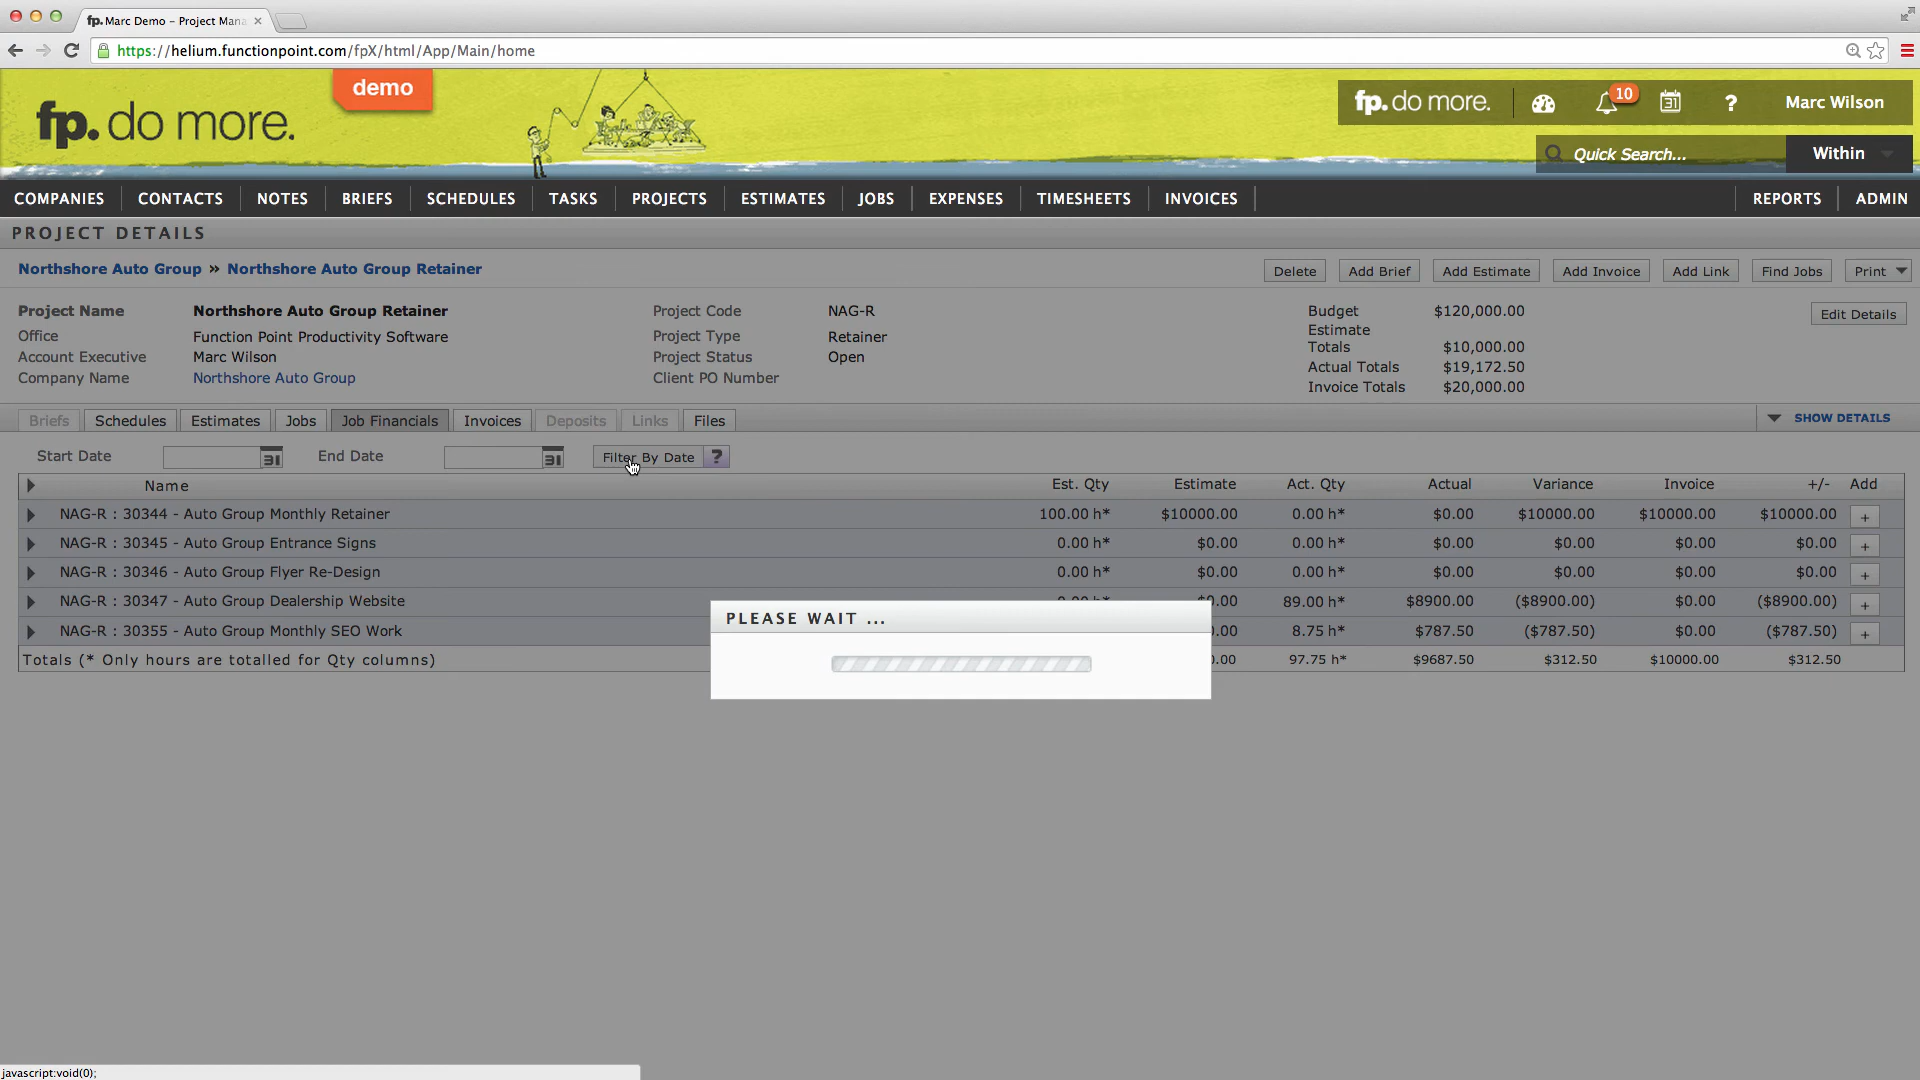 fp. Marc Demo – Project Mana
https://helium.functionpoint.com/fpX/html/App/Main/home
fp. do more.
demo
fp. do more.
10
31
?
Marc Wilson
Quick Search...
Within
COMPANIES CONTACTS NOTES BRIEFS SCHEDULES TASKS PROJECTS ESTIMATES JOBS EXPENSES TIMESHEETS INVOICES REPORTS ADMIN
PROJECT DETAILS
Northshore Auto Group » Northshore Auto Group Retainer
Delete Add Brief Add Estimate Add Invoice Add Link Find Jobs Print
Project Name Northshore Auto Group Retainer Project Code NAG-R Budget $120,000.00 Edit Details
Office Function Point Productivity Software Project Type Retainer Estimate Totals $10,000.00
Account Executive Marc Wilson Project Status Open Actual Totals $19,172.50
Company Name Northshore Auto Group Client PO Number Invoice Totals $20,000.00
Briefs Schedules Estimates Jobs Job Financials Invoices Deposits Links Files SHOW DETAILS
Start Date 31 End Date 31 Filter By Date ?
Name Est. Qty Estimate Act. Qty Actual Variance Invoice +/- Add
NAG-R : 30344 - Auto Group Monthly Retainer 100.00 h* $10000.00 0.00 h* $0.00 $10000.00 $10000.00 $10000.00 +
NAG-R : 30345 - Auto Group Entrance Signs 0.00 h* $0.00 0.00 h* $0.00 $0.00 $0.00 $0.00 +
NAG-R : 30346 - Auto Group Flyer Re-Design 0.00 h* $0.00 0.00 h* $0.00 $0.00 $0.00 $0.00 +
NAG-R : 30347 - Auto Group Dealership Website 89.00 h* $8900.00 ($8900.00) $0.00 ($8900.00) +
NAG-R : 30355 - Auto Group Monthly SEO Work .00 8.75 h* $787.50 ($787.50) $0.00 ($787.50) +
Totals (* Only hours are totalled for Qty columns) .00 97.75 h* $9687.50 $312.50 $10000.00 $312.50
PLEASE WAIT ...
javascript:void(0);